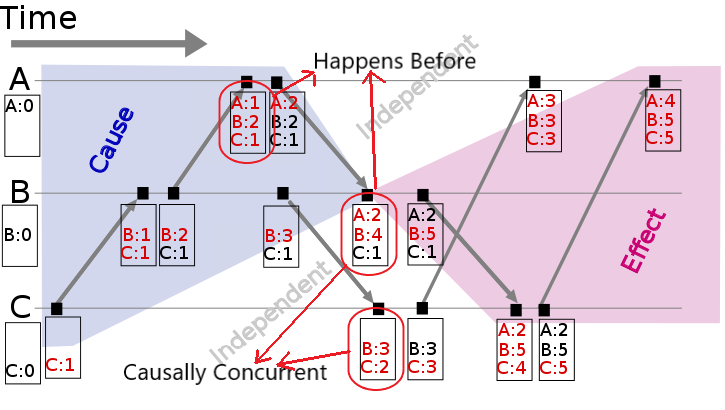 Time
Happens Before
Independent
Cause
A
A:0
A:1
B:2
C:1
A:2
B:2
C:1
A:3
B:3
C:3
A:4
B:5
C:5
B
B:0
B:1
C:1
B:2
C:1
B:3
C:1
A:2
B:4
C:1
A:2
B:5
C:1
Effect
Independent
C
C:0
C:1
B:3
C:2
B:3
C:3
A:2
B:5
C:4
A:2
B:5
C:5
Causally Concurrent